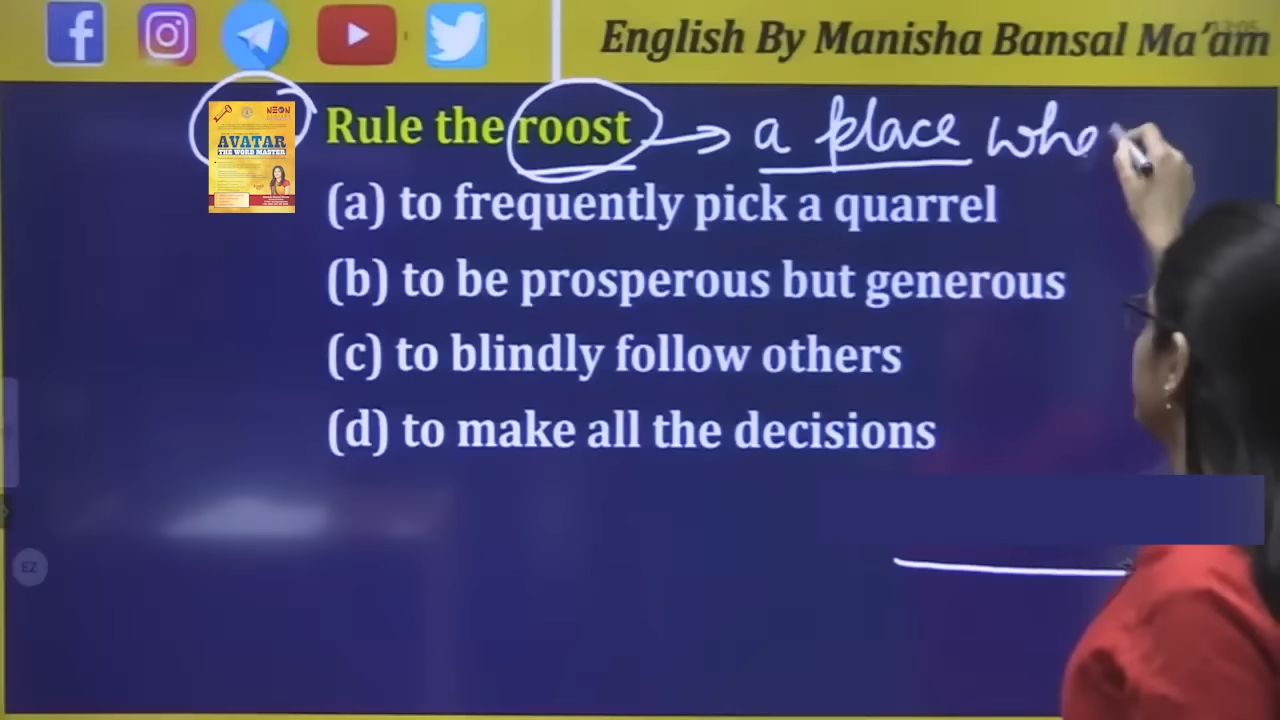 English By Manisha Bansal Ma'am
NEON
AVATAR
THE WORD MASTER
Rule the roost → a place whe
(a) to frequently pick a quarrel
(b) to be prosperous but generous
(c) to blindly follow others
(d) to make all the decisions
EZ